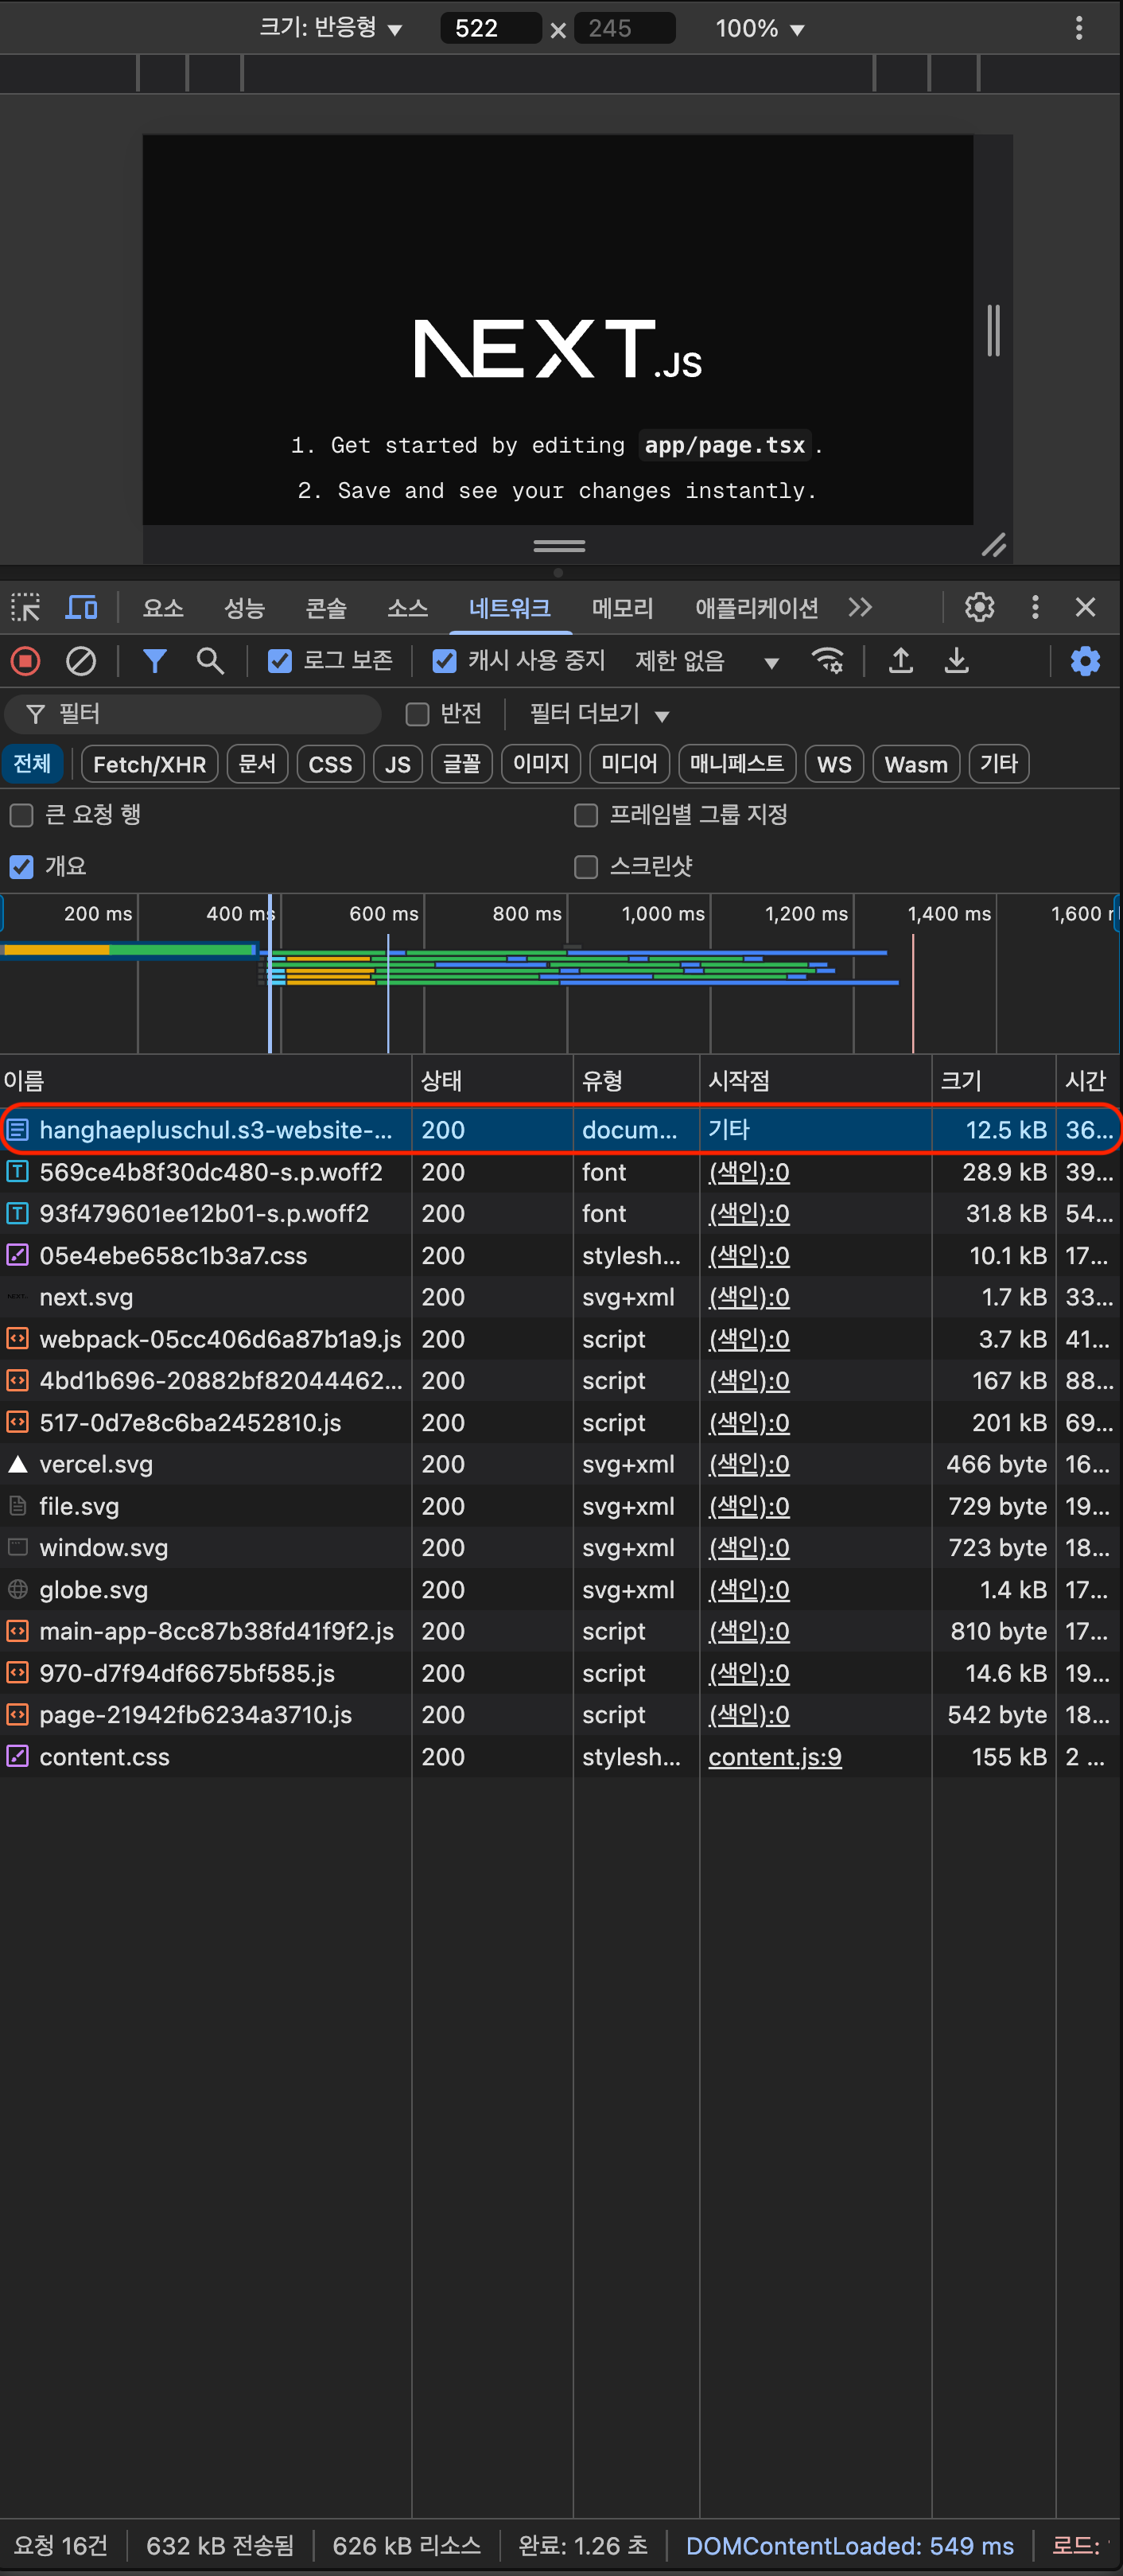 크기: 반응형 522 × 245 100%
NEXT.JS
1. Get started by editing app/page.tsx.
2. Save and see your changes instantly.
요소 성능 콘솔 소스 네트워크 메모리 애플리케이션
로그 보존 캐시 사용 중지 제한 없음
필터 반전 필터 더보기
전체 Fetch/XHR 문서 CSS JS 글꼴 이미지 미디어 매니페스트 WS Wasm 기타
큰 요청 행 프레임별 그룹 지정
개요 스크린샷
200 ms 400 ms 600 ms 800 ms 1,000 ms 1,200 ms 1,400 ms 1,600
이름 상태 유형 시작점 크기 시간
hanghaepluschul.s3-website-... 200 docum... 기타 12.5 kB 36...
569ce4b8f30dc480-s.p.woff2 200 font (색인):0 28.9 kB 39...
93f479601ee12b01-s.p.woff2 200 font (색인):0 31.8 kB 54...
05e4ebe658c1b3a7.css 200 stylesh... (색인):0 10.1 kB 17...
next.svg 200 svg+xml (색인):0 1.7 kB 33...
webpack-05cc406d6a87b1a9.js 200 script (색인):0 3.7 kB 41...
4bd1b696-20882bf82044462... 200 script (색인):0 167 kB 88...
517-0d7e8c6ba2452810.js 200 script (색인):0 201 kB 69...
vercel.svg 200 svg+xml (색인):0 466 byte 16...
file.svg 200 svg+xml (색인):0 729 byte 19...
window.svg 200 svg+xml (색인):0 723 byte 18...
globe.svg 200 svg+xml (색인):0 1.4 kB 17...
main-app-8cc87b38fd41f9f2.js 200 script (색인):0 810 byte 17...
970-d7f94df6675bf585.js 200 script (색인):0 14.6 kB 19...
page-21942fb6234a3710.js 200 script (색인):0 542 byte 18...
content.css 200 stylesh... content.js:9 155 kB 2 ...
요청 16건 632 kB 전송됨 626 kB 리소스 완료: 1.26 초 DOMContentLoaded: 549 ms 로드: